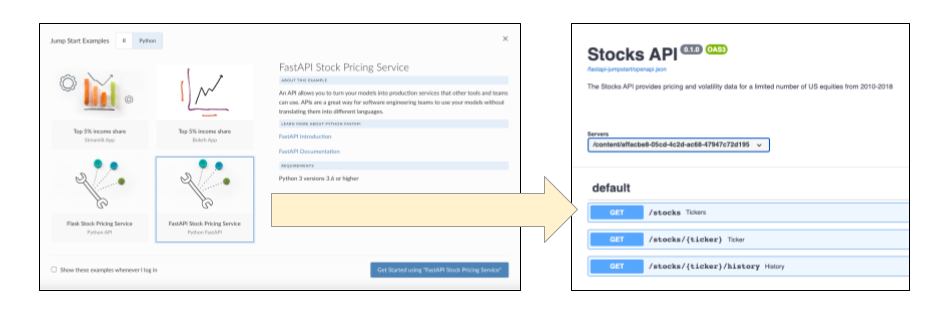 Jump Start Examples
R
Python
×
Top 5% income share
Streamlit App
Top 5% income share
Bokeh App
Flask Stock Pricing Service
Python API
FastAPI Stock Pricing Service
Python FastAPI
FastAPI Stock Pricing Service
ABOUT THIS EXAMPLE
An API allows you to turn your models into production services that other tools and teams
can use. APIs are a great way for software engineering teams to use your models without
translating them into different languages.
LEARN MORE ABOUT PYTHON FASTAPI
FastAPI Introduction
FastAPI Documentation
REQUIREMENTS
Python 3 versions 3.6 or higher
Show these examples whenever I log in
Get Started using "FastAPI Stock Pricing Service"
Stocks API 0.1.0 OAS3
/fastapi-jumpstart/openapi.json
The Stocks API provides pricing and volatility data for a limited number of US equities from 2010-2018
Servers
/content/affacbe8-05cd-4c2d-ac68-47947c72d195
default
GET /stocks Tickers
GET /stocks/{ticker} Ticker
GET /stocks/{ticker}/history History